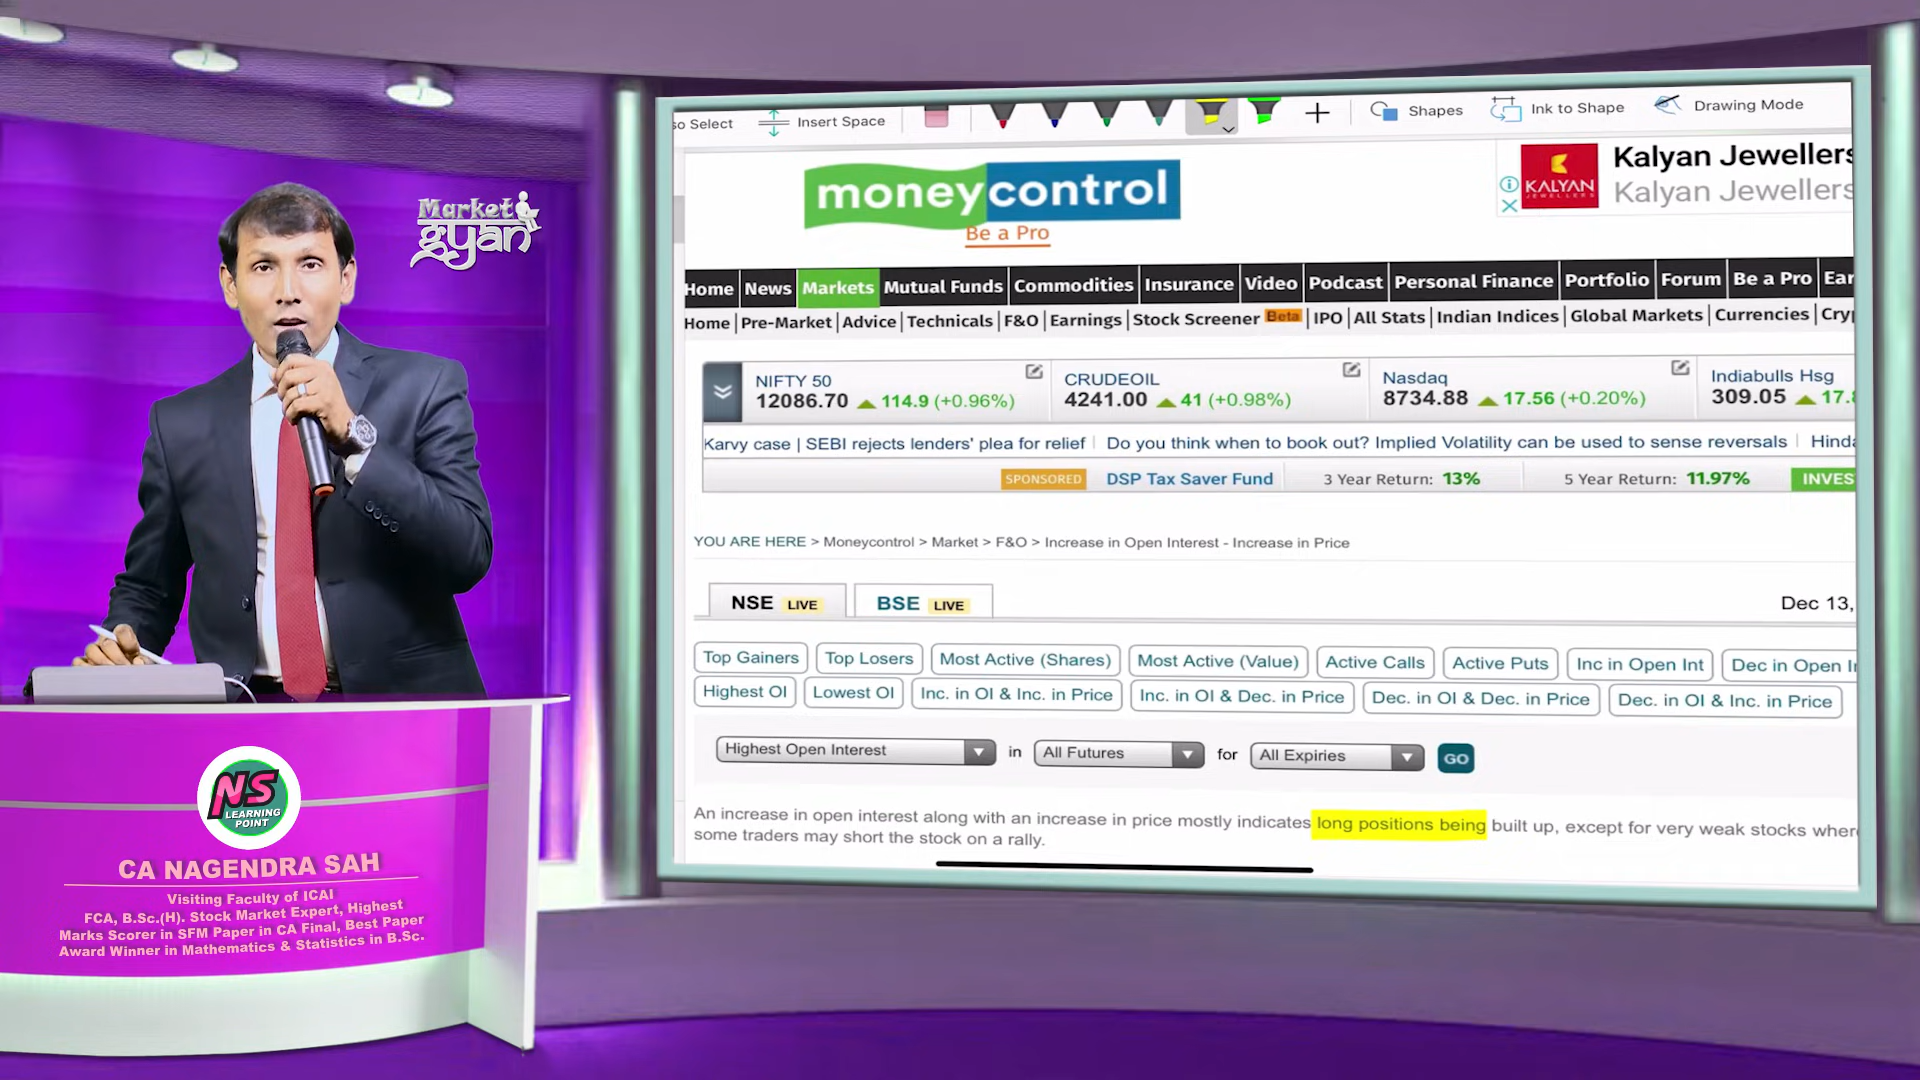 Market
gyan
NS
LEARNING
POINT
CA NAGENDRA SAH
Visiting Faculty of ICAI
FCA, B.Sc.(H). Stock Market Expert, Highest
Marks Scorer in SFM Paper in CA Final, Best Paper
Award Winner in Mathematics & Statistics in B.Sc.
so Select Insert Space + Shapes Ink to Shape Drawing Mode
moneycontrol
Be a Pro
KALYAN
JEWELLERS
Kalyan Jewellers
Kalyan Jewellers
Home News Markets Mutual Funds Commodities Insurance Video Podcast Personal Finance Portfolio Forum Be a Pro Ear
Home | Pre-Market | Advice | Technicals | F&O | Earnings | Stock Screener Beta | IPO | All Stats | Indian Indices | Global Markets | Currencies | Cry
NIFTY 50 CRUDEOIL Nasdaq Indiabulls Hsg
12086.70 114.9 (+0.96%) 4241.00 41 (+0.98%) 8734.88 17.56 (+0.20%) 309.05 17.
Karvy case | SEBI rejects lenders' plea for relief | Do you think when to book out? Implied Volatility can be used to sense reversals | Hind
SPONSORED DSP Tax Saver Fund 3 Year Return: 13% 5 Year Return: 11.97% INVES
YOU ARE HERE > Moneycontrol > Market > F&O > Increase in Open Interest - Increase in Price
NSE LIVE BSE LIVE Dec 13,
Top Gainers Top Losers Most Active (Shares) Most Active (Value) Active Calls Active Puts Inc in Open Int Dec in Open I
Highest OI Lowest OI Inc. in OI & Inc. in Price Inc. in OI & Dec. in Price Dec. in OI & Dec. in Price Dec. in OI & Inc. in Price
Highest Open Interest in All Futures for All Expiries GO
An increase in open interest along with an increase in price mostly indicates long positions being built up, except for very weak stocks wher
some traders may short the stock on a rally.